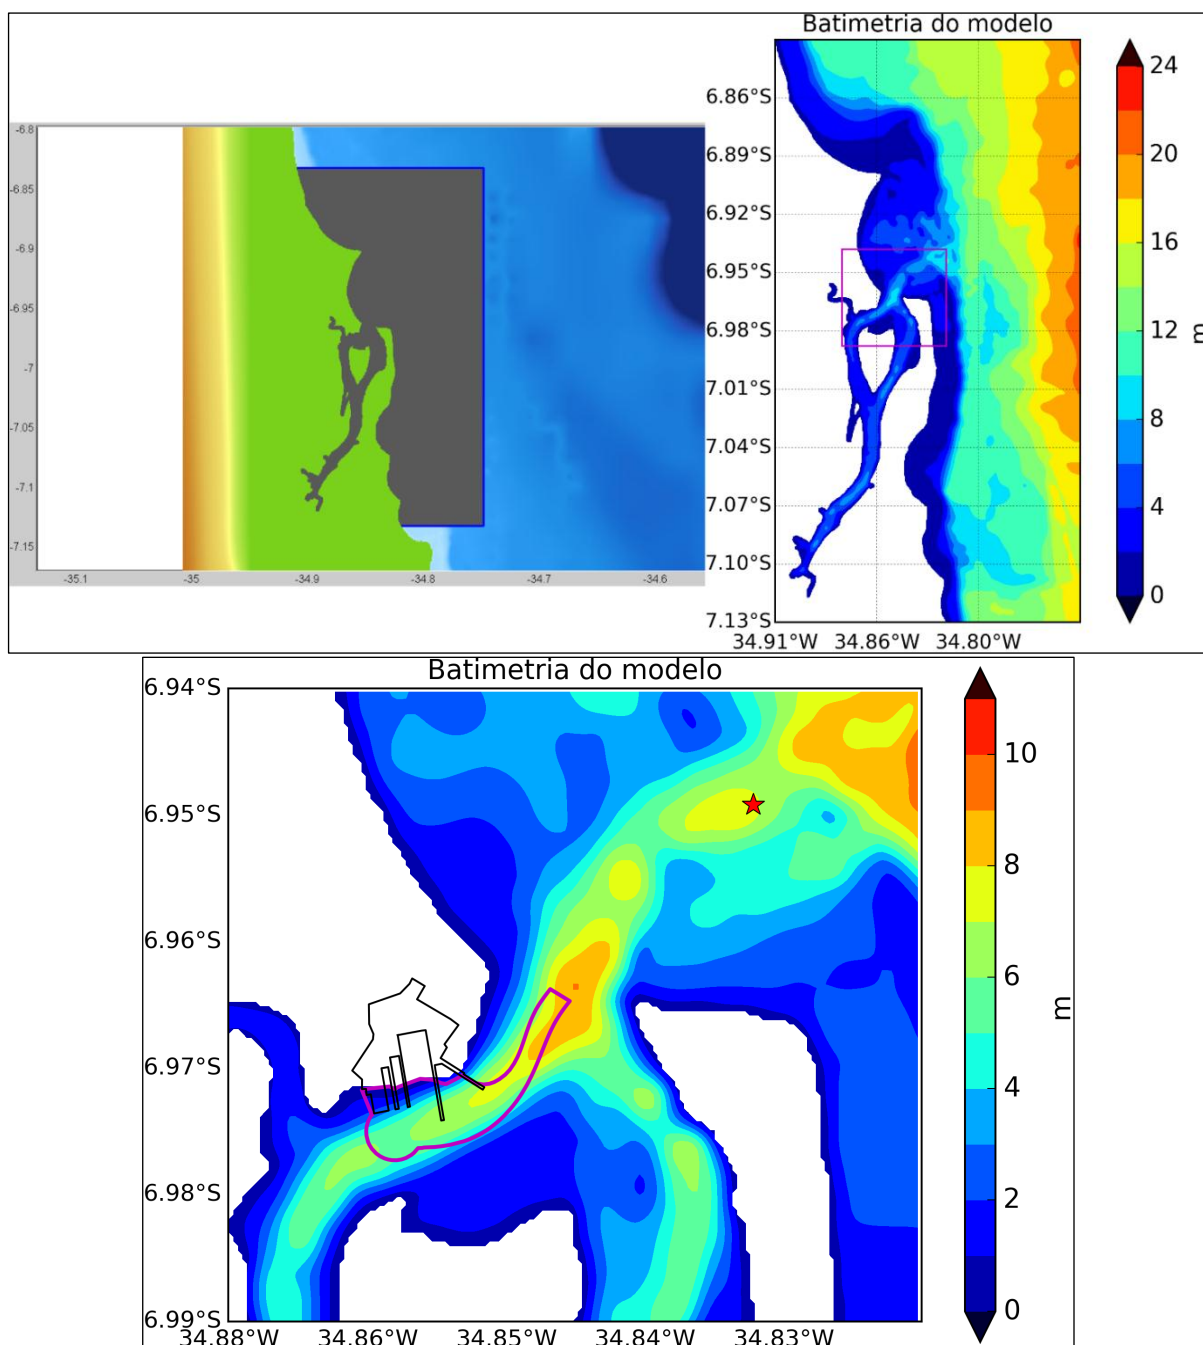 -6.8
-6.85
-6.9
-6.95
-7
-7.05
-7.1
-7.15
-35.1
-35
-34.9
-34.8
-34.7
-34.6
Batimetria do modelo
6.86°S
6.89°S
6.92°S
6.95°S
6.98°S
7.01°S
7.04°S
7.07°S
7.10°S
7.13°S
34.91°W 34.86°W 34.80°W
24
20
16
12
8
4
0
m
Batimetria do modelo
6.94°S
6.95°S
6.96°S
6.97°S
6.98°S
6.99°S
34.88°W 34.86°W 34.85°W 34.84°W 34.83°W
10
8
6
4
2
0
m